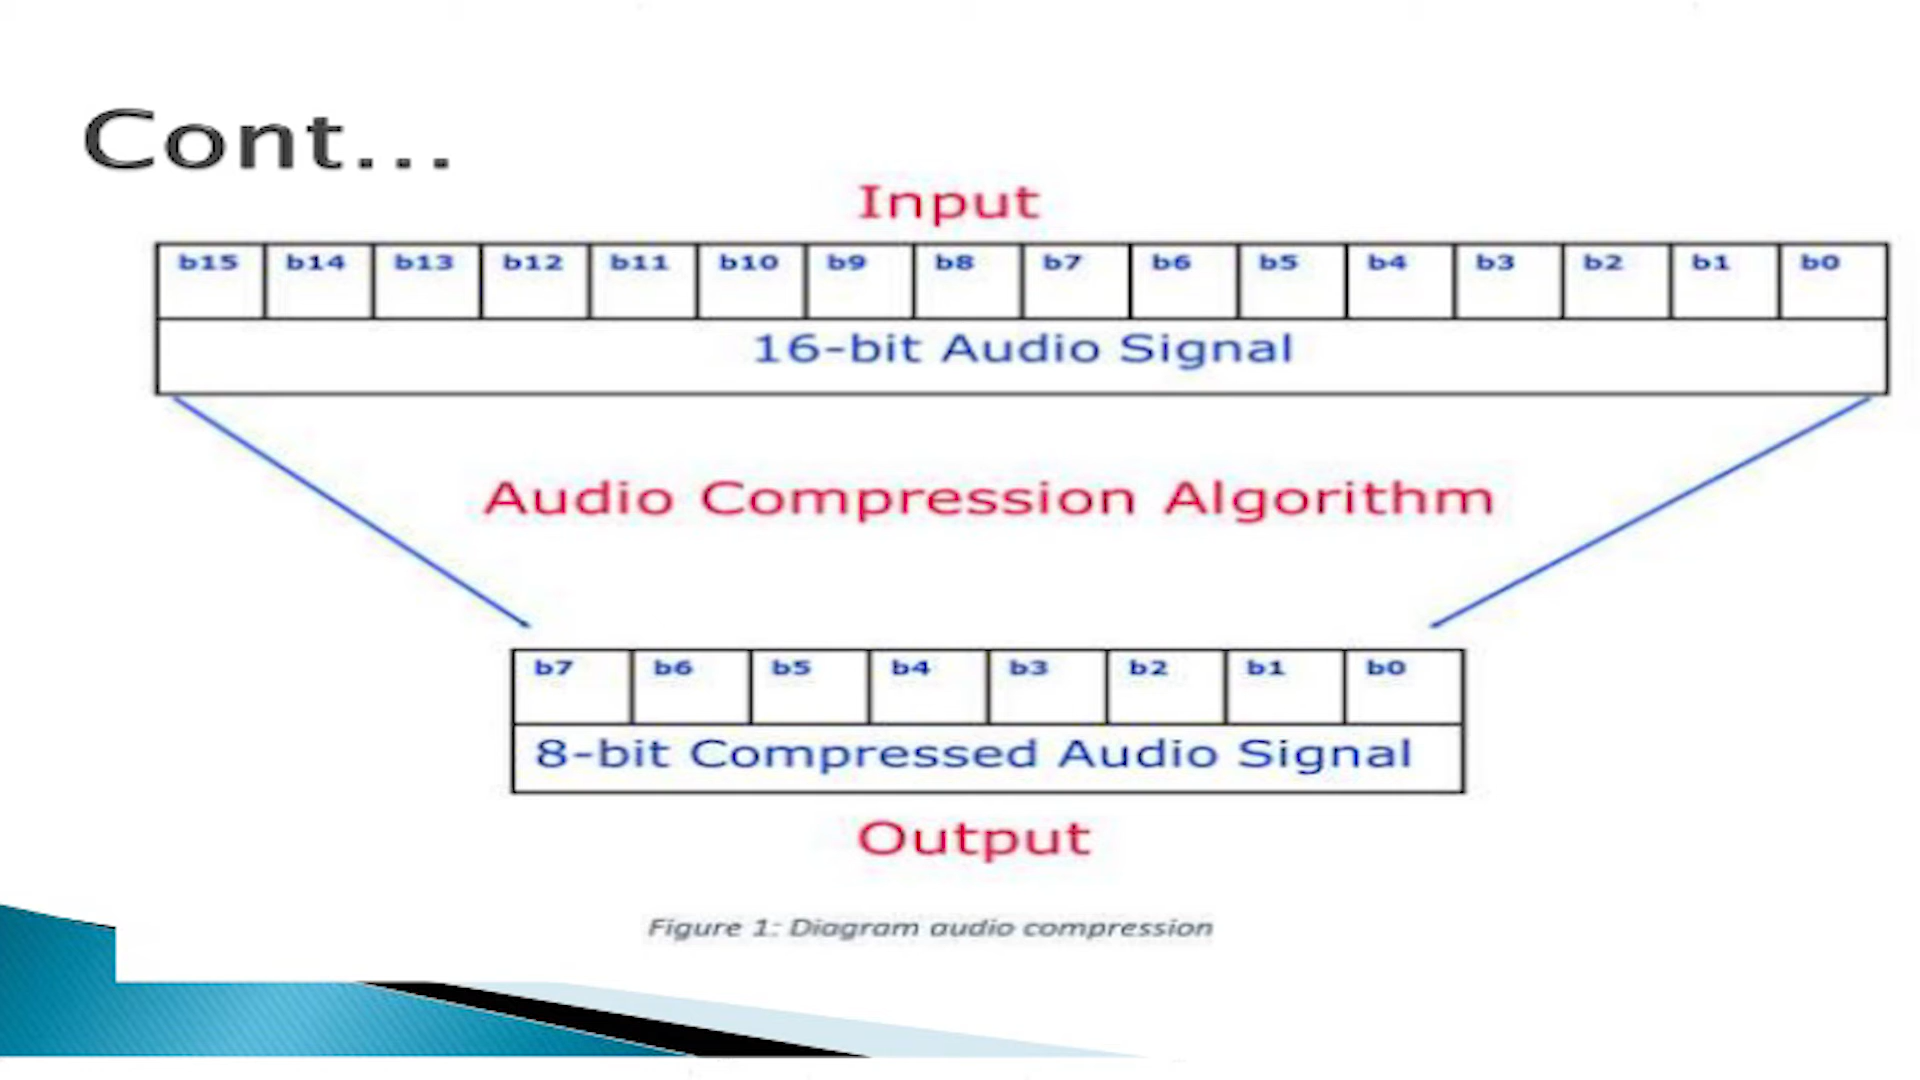 Cont...
Input
b15 b14 b13 b12 b11 b10 b9 b8 b7 b6 b5 b4 b3 b2 b1 b0
16-bit Audio Signal
Audio Compression Algorithm
b7 b6 b5 b4 b3 b2 b1 b0
8-bit Compressed Audio Signal
Output
Figure 1: Diagram audio compression